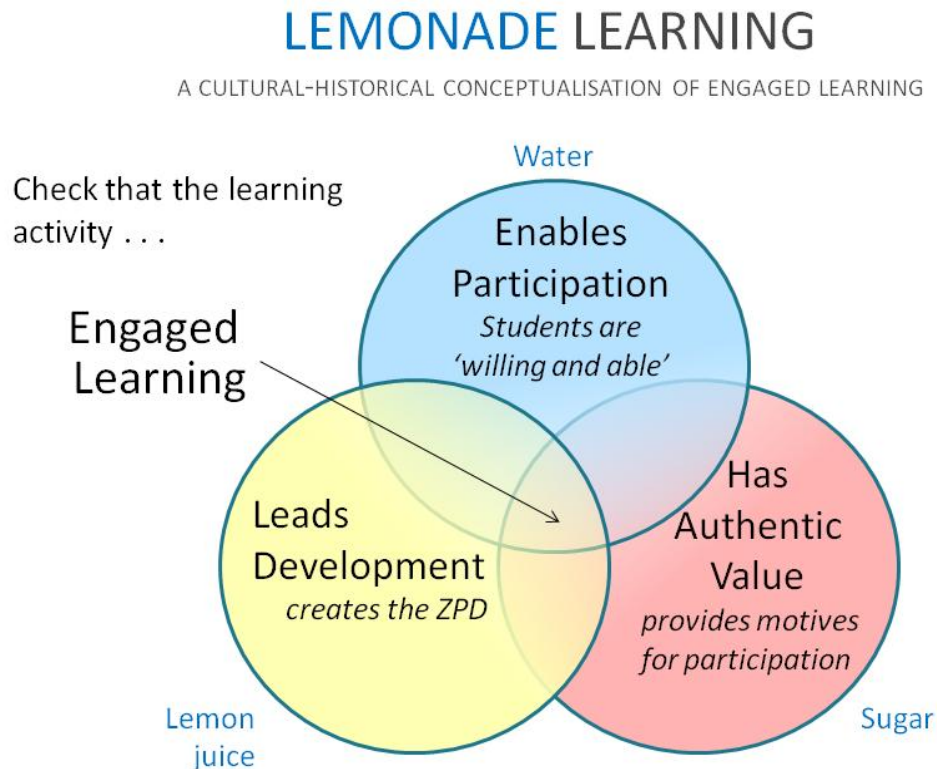 LEMONADE LEARNING
A CULTURAL-HISTORICAL CONCEPTUALISATION OF ENGAGED LEARNING
Water
Check that the learning
activity . . .
Enables
Participation
Students are
‘willing and able’
Engaged
Learning
Leads
Development
creates the ZPD
Has
Authentic
Value
provides motives
for participation
Lemon
juice
Sugar